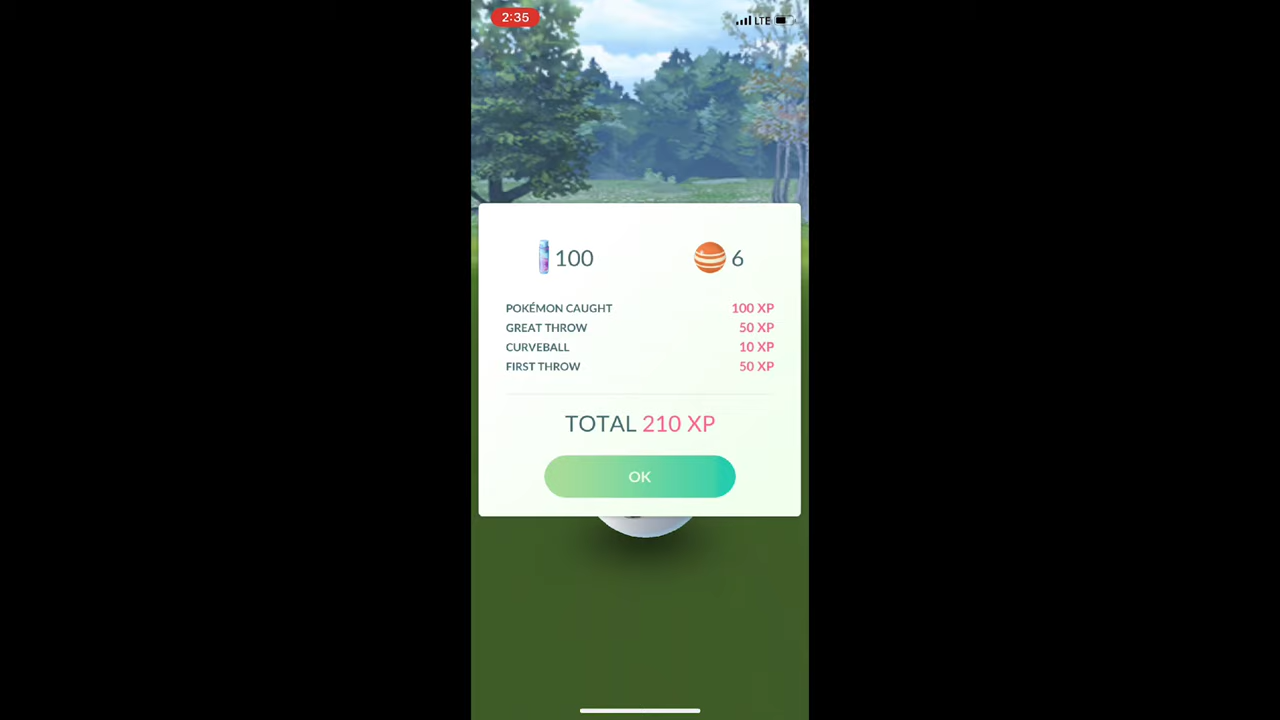 2:35
LTE
100
6
POKÉMON CAUGHT 100 XP
GREAT THROW 50 XP
CURVEBALL 10 XP
FIRST THROW 50 XP
TOTAL 210 XP
OK